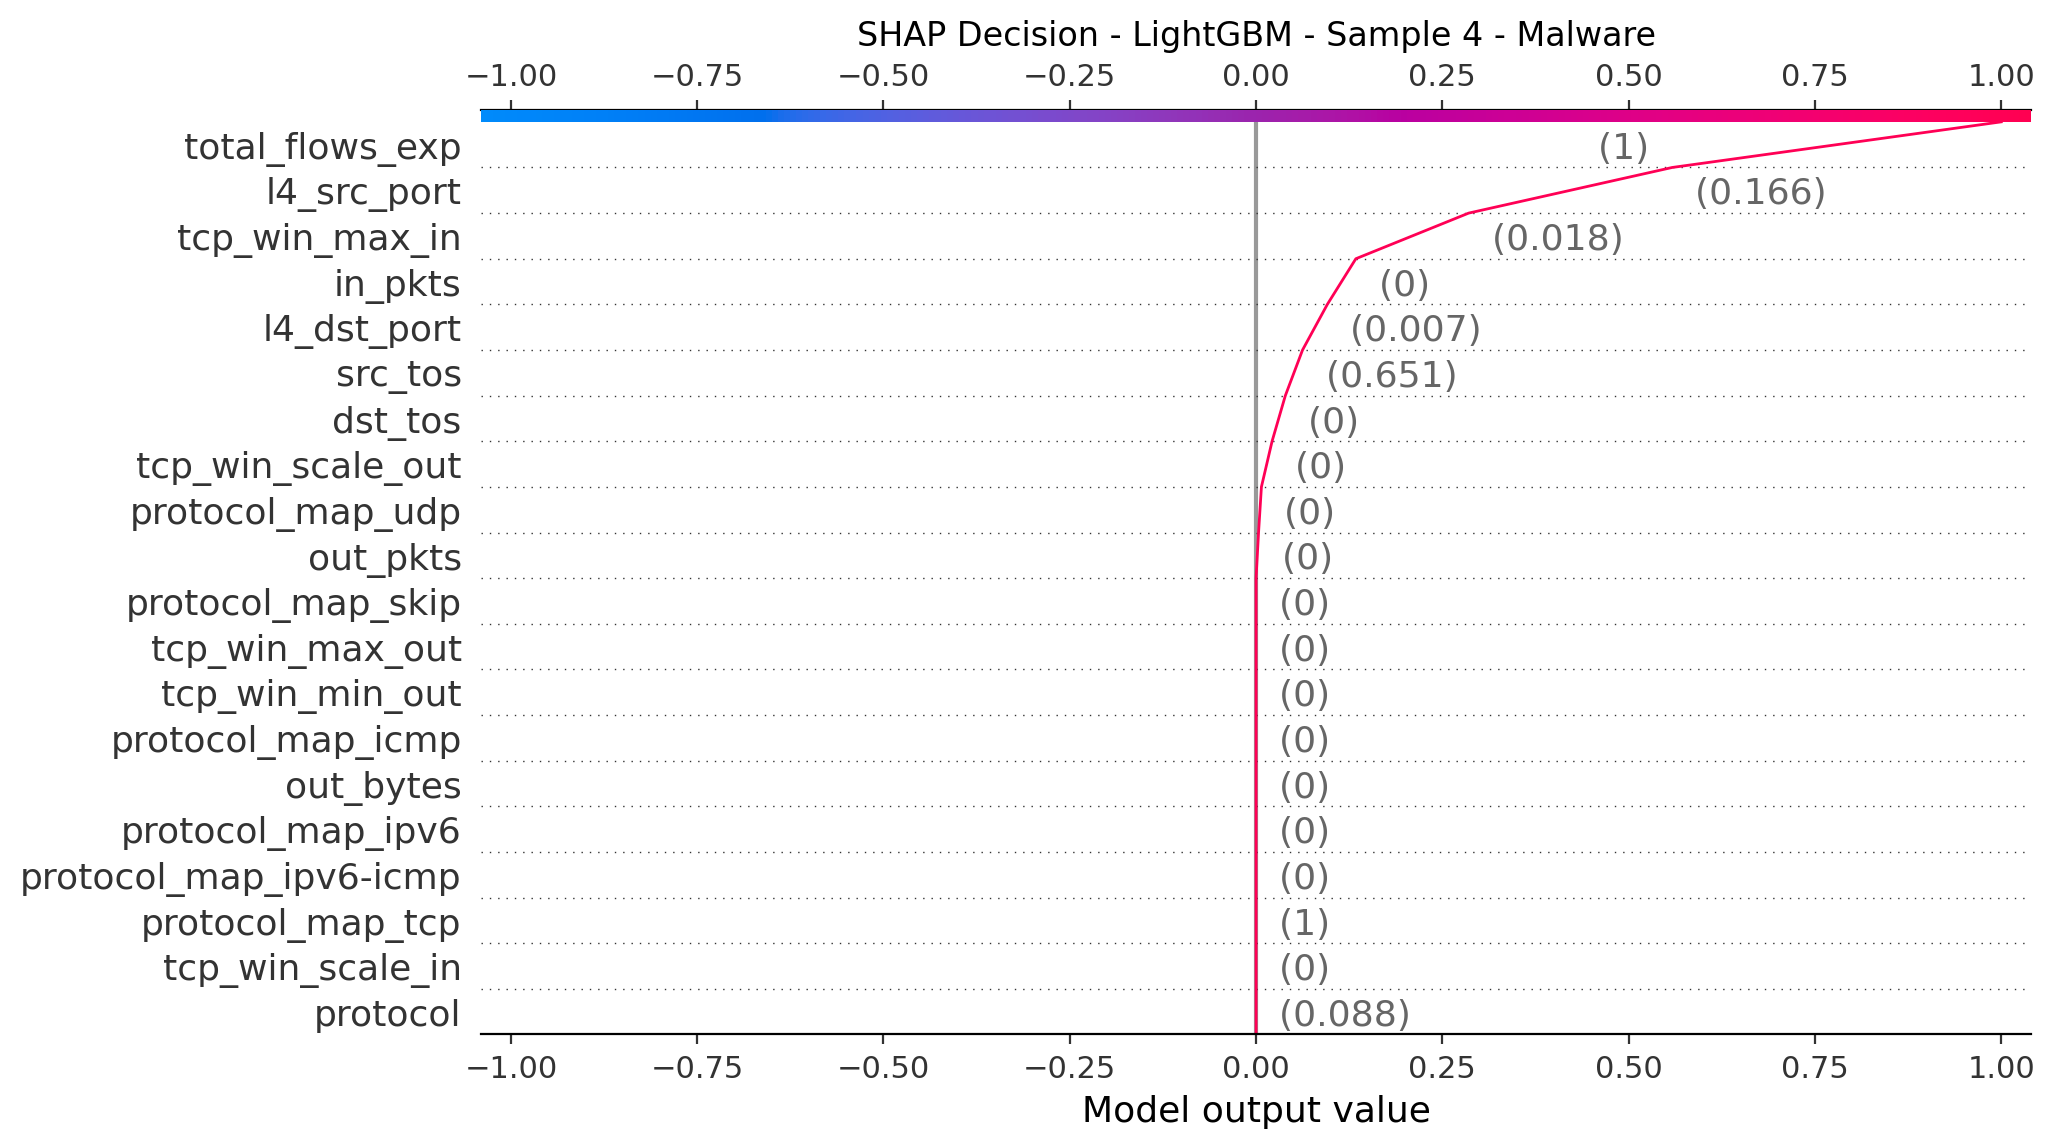 SHAP Decision - LightGBM - Sample 4 - Malware
−1.00 −0.75 −0.50 −0.25 0.00 0.25 0.50 0.75 1.00
total_flows_exp (1)
l4_src_port (0.166)
tcp_win_max_in (0.018)
in_pkts (0)
l4_dst_port (0.007)
src_tos (0.651)
dst_tos (0)
tcp_win_scale_out (0)
protocol_map_udp (0)
out_pkts (0)
protocol_map_skip (0)
tcp_win_max_out (0)
tcp_win_min_out (0)
protocol_map_icmp (0)
out_bytes (0)
protocol_map_ipv6 (0)
protocol_map_ipv6-icmp (0)
protocol_map_tcp (1)
tcp_win_scale_in (0)
protocol (0.088)
−1.00 −0.75 −0.50 −0.25 0.00 0.25 0.50 0.75 1.00
Model output value